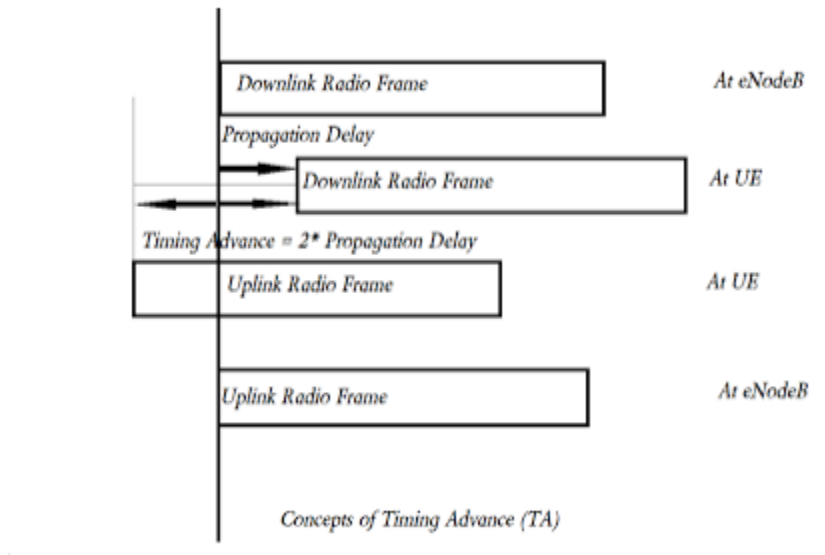 Downlink Radio Frame At eNodeB
Propagation Delay
Downlink Radio Frame At UE
Timing Advance = 2* Propagation Delay
Uplink Radio Frame At UE
Uplink Radio Frame At eNodeB
Concepts of Timing Advance (TA)